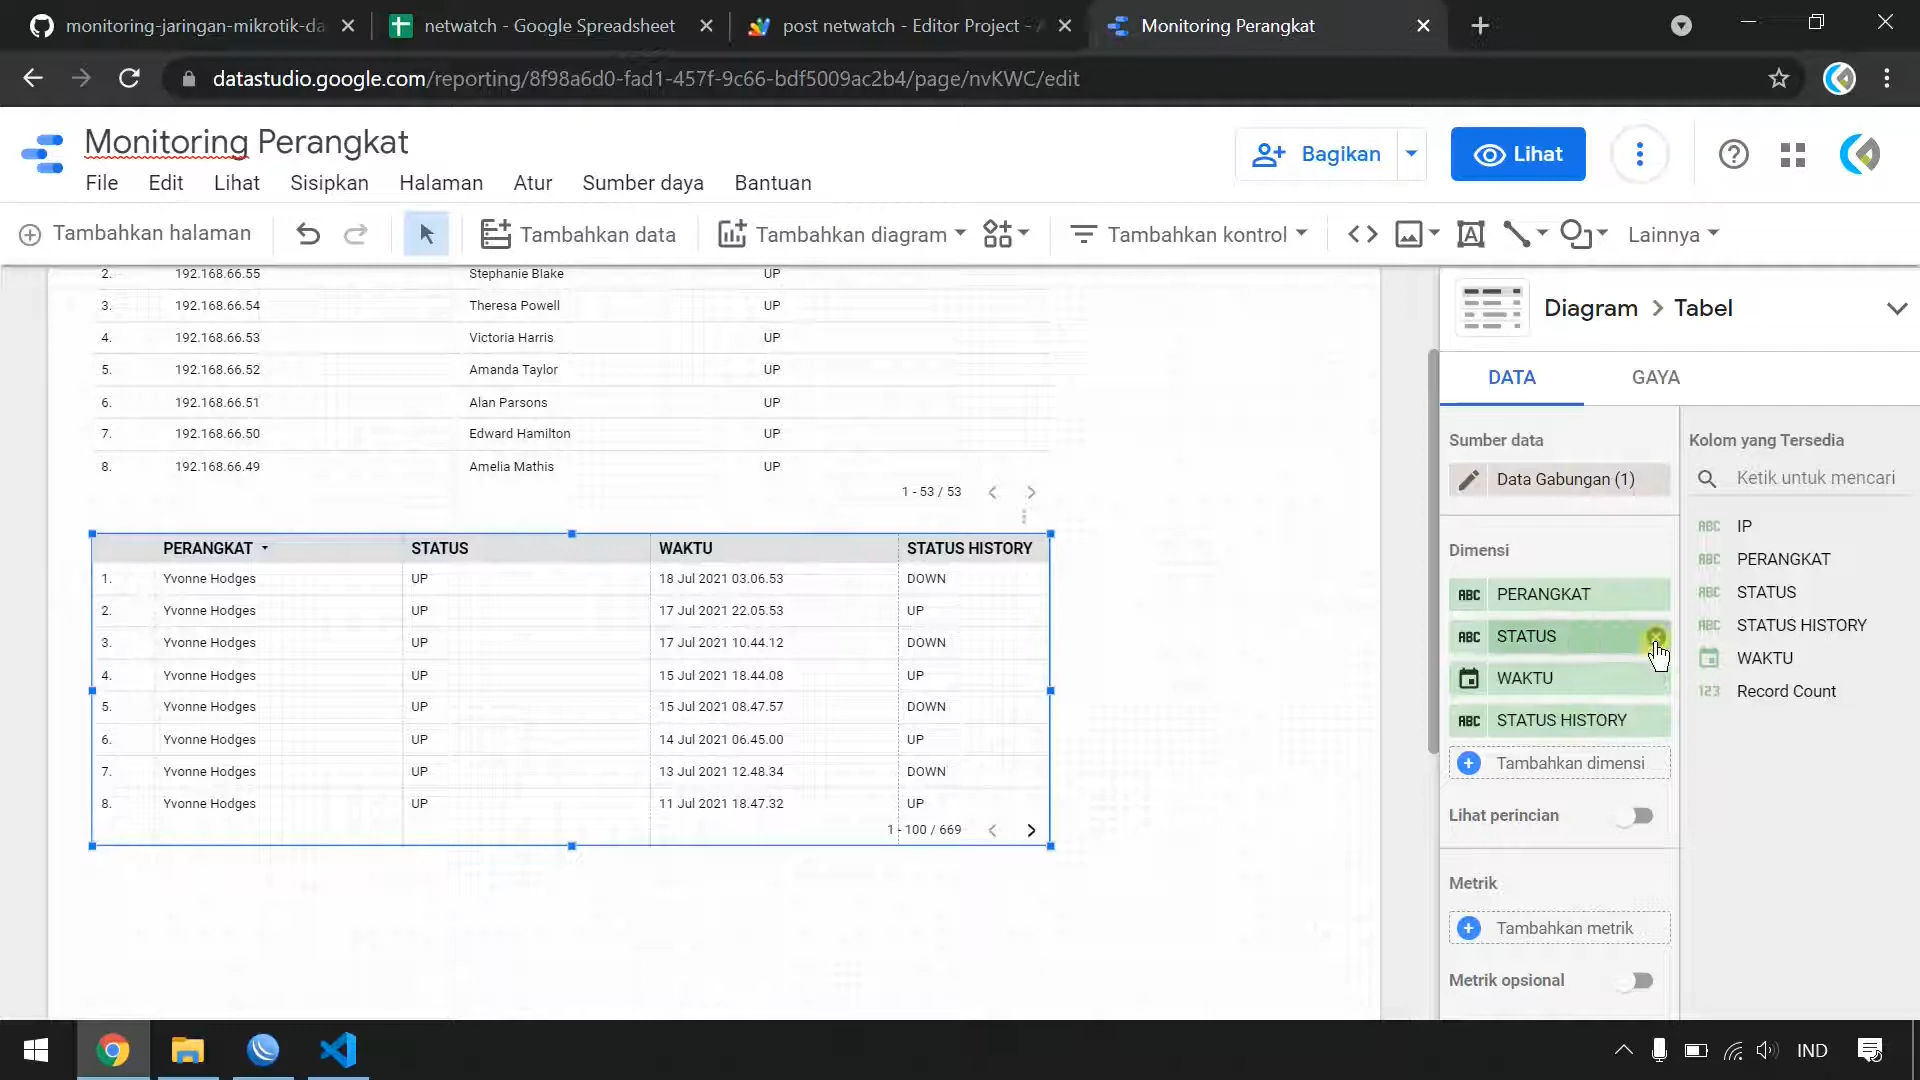 monitoring-jaringan-mikrotik-da
netwatch - Google Spreadsheet
post netwatch - Editor Project -
Monitoring Perangkat
datastudio.google.com/reporting/8f98a6d0-fad1-457f-9c66-bdf5009ac2b4/page/nvKWC/edit
Monitoring Perangkat
Bagikan
Lihat
File Edit Lihat Sisipkan Halaman Atur Sumber daya Bantuan
Tambahkan halaman
Tambahkan data
Tambahkan diagram
Tambahkan kontrol
Lainnya
2. 192.168.66.55 Stephanie Blake UP
3. 192.168.66.54 Theresa Powell UP
4. 192.168.66.53 Victoria Harris UP
5. 192.168.66.52 Amanda Taylor UP
6. 192.168.66.51 Alan Parsons UP
7. 192.168.66.50 Edward Hamilton UP
8. 192.168.66.49 Amelia Mathis UP
1 - 53 / 53
PERANGKAT STATUS WAKTU STATUS HISTORY
1. Yvonne Hodges UP 18 Jul 2021 03.06.53 DOWN
2. Yvonne Hodges UP 17 Jul 2021 22.05.53 UP
3. Yvonne Hodges UP 17 Jul 2021 10.44.12 DOWN
4. Yvonne Hodges UP 15 Jul 2021 18.44.08 UP
5. Yvonne Hodges UP 15 Jul 2021 08.47.57 DOWN
6. Yvonne Hodges UP 14 Jul 2021 06.45.00 UP
7. Yvonne Hodges UP 13 Jul 2021 12.48.34 DOWN
8. Yvonne Hodges UP 11 Jul 2021 18.47.32 UP
1 - 100 / 669
Diagram > Tabel
DATA GAYA
Sumber data
Data Gabungan (1)
Dimensi
ABC PERANGKAT
ABC STATUS
WAKTU
ABC STATUS HISTORY
Tambahkan dimensi
Lihat perincian
Metrik
Tambahkan metrik
Metrik opsional
Kolom yang Tersedia
Ketik untuk mencari
ABC IP
ABC PERANGKAT
ABC STATUS
ABC STATUS HISTORY
WAKTU
123 Record Count
IND